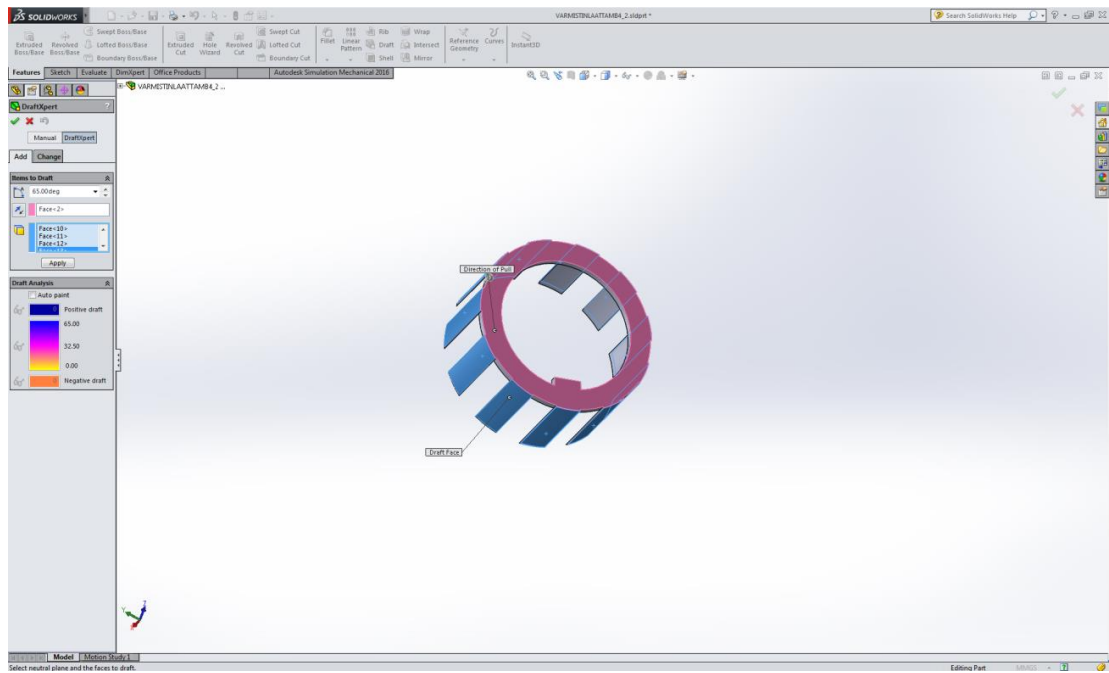 SOLIDWORKS
VARMISTINLAATTAMB4_2.sldprt *
Search SolidWorks Help
Extruded Boss/Base
Revolved Boss/Base
Swept Boss/Base
Lofted Boss/Base
Boundary Boss/Base
Extruded Cut
Hole Wizard
Revolved Cut
Swept Cut
Lofted Cut
Boundary Cut
Fillet
Linear Pattern
Rib
Draft
Shell
Wrap
Intersect
Mirror
Reference Geometry
Curves
Instant3D
Features Sketch Evaluate DimXpert Office Products Autodesk Simulation Mechanical 2016
VARMISTINLAATTAMB4_2 ...
DraftXpert ?
Manual DraftXpert
Add Change
Items to Draft
65.00deg
Face<2>
Face<10>
Face<11>
Face<12>
Apply
Draft Analysis
Auto paint
Positive draft
65.00
32.50
0.00
Negative draft
Direction of Pull
Draft Face
Z
Y
Model Motion Study 1
Select neutral plane and the faces to draft.
Editing Part MMGS